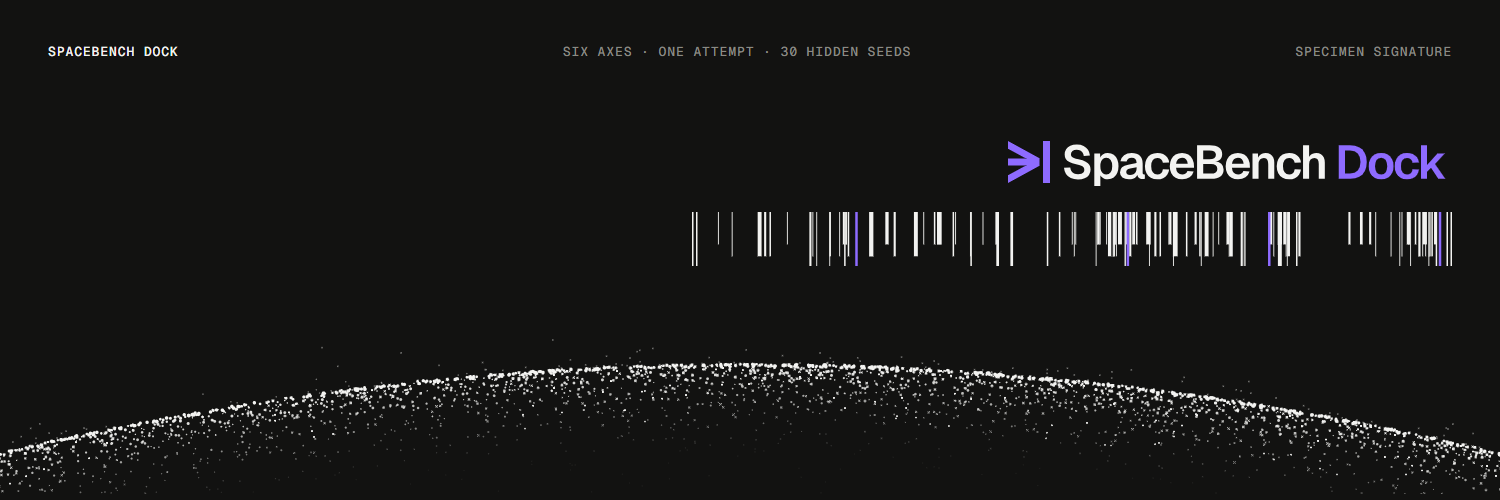 SPACEBENCH DOCK
SIX AXES · ONE ATTEMPT · 30 HIDDEN SEEDS
SPECIMEN SIGNATURE
SpaceBench Dock